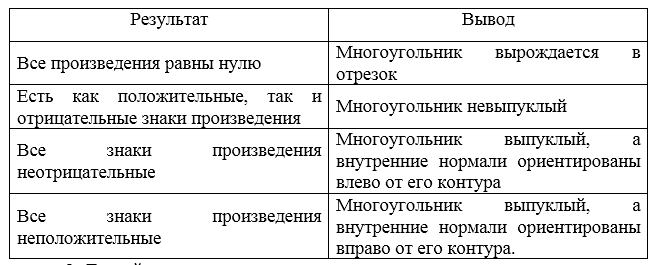 Результат
Вывод
Все произведения равны нулю
Многоугольник вырождается в
отрезок
Есть как положительные, так и
отрицательные знаки произведения
Многоугольник невыпуклый
Все знаки произведения
неотрицательные
Многоугольник выпуклый, а
внутренние нормали ориентированы
влево от его контура
Все знаки произведения
неположительные
Многоугольник выпуклый, а
внутренние нормали ориентированы
вправо от его контура.